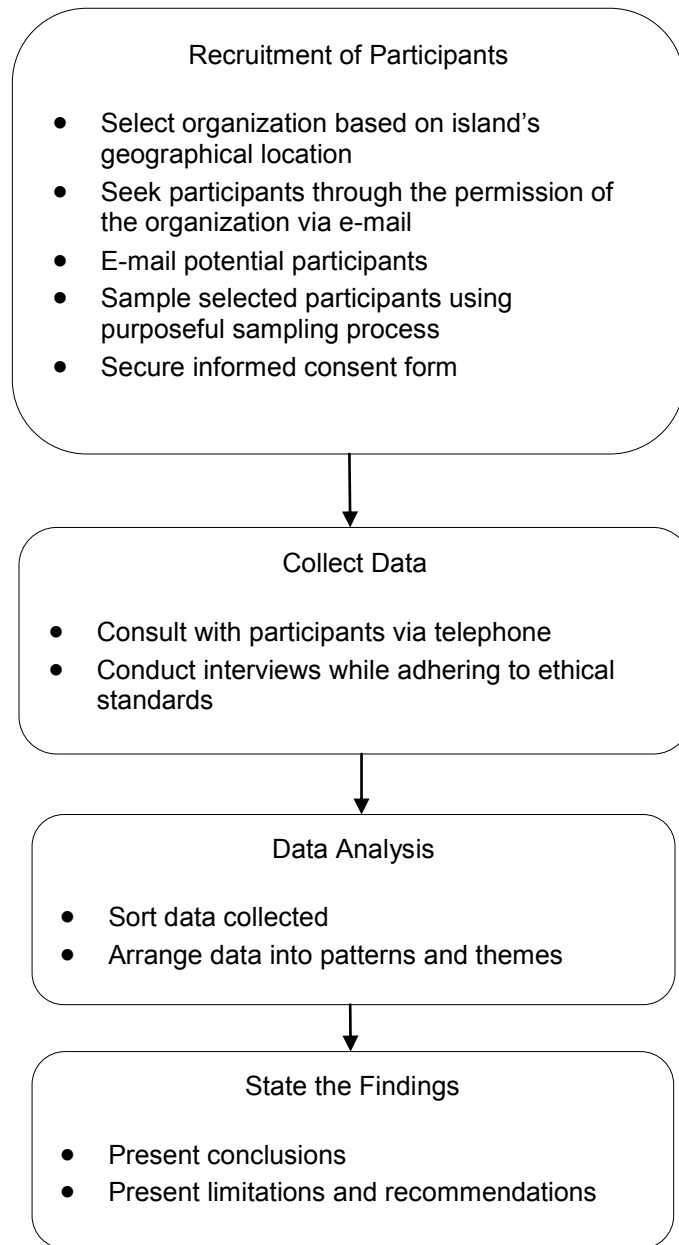 Recruitment of Participants
● Select organization based on island’s
geographical location
● Seek participants through the permission of
the organization via e-mail
● E-mail potential participants
● Sample selected participants using
purposeful sampling process
● Secure informed consent form
Collect Data
● Consult with participants via telephone
● Conduct interviews while adhering to ethical
standards
Data Analysis
● Sort data collected
● Arrange data into patterns and themes
State the Findings
● Present conclusions
● Present limitations and recommendations